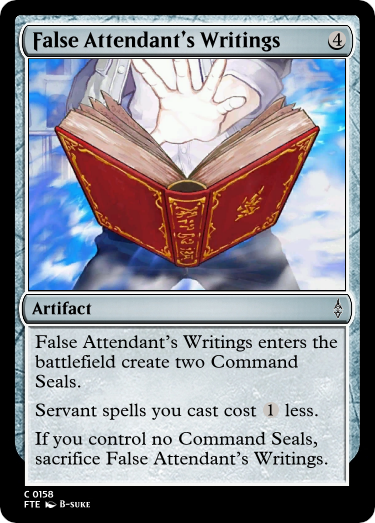 False Attendant's Writings 4
Artifact
False Attendant's Writings enters the
battlefield create two Command
Seals.
Servant spells you cast cost 1 less.
If you control no Command Seals,
sacrifice False Attendant's Writings.
C 0158
FTE B-SUKE